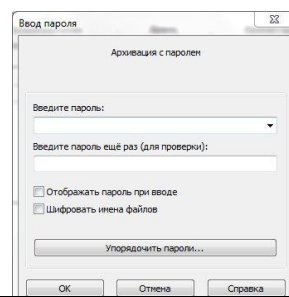 Ввод пароля
Архивация с паролем
Введите пароль:
Введите пароль ещё раз (для проверки):
Отображать пароль при вводе
Шифровать имена файлов
Упорядочить пароли...
ОК Отмена Справка